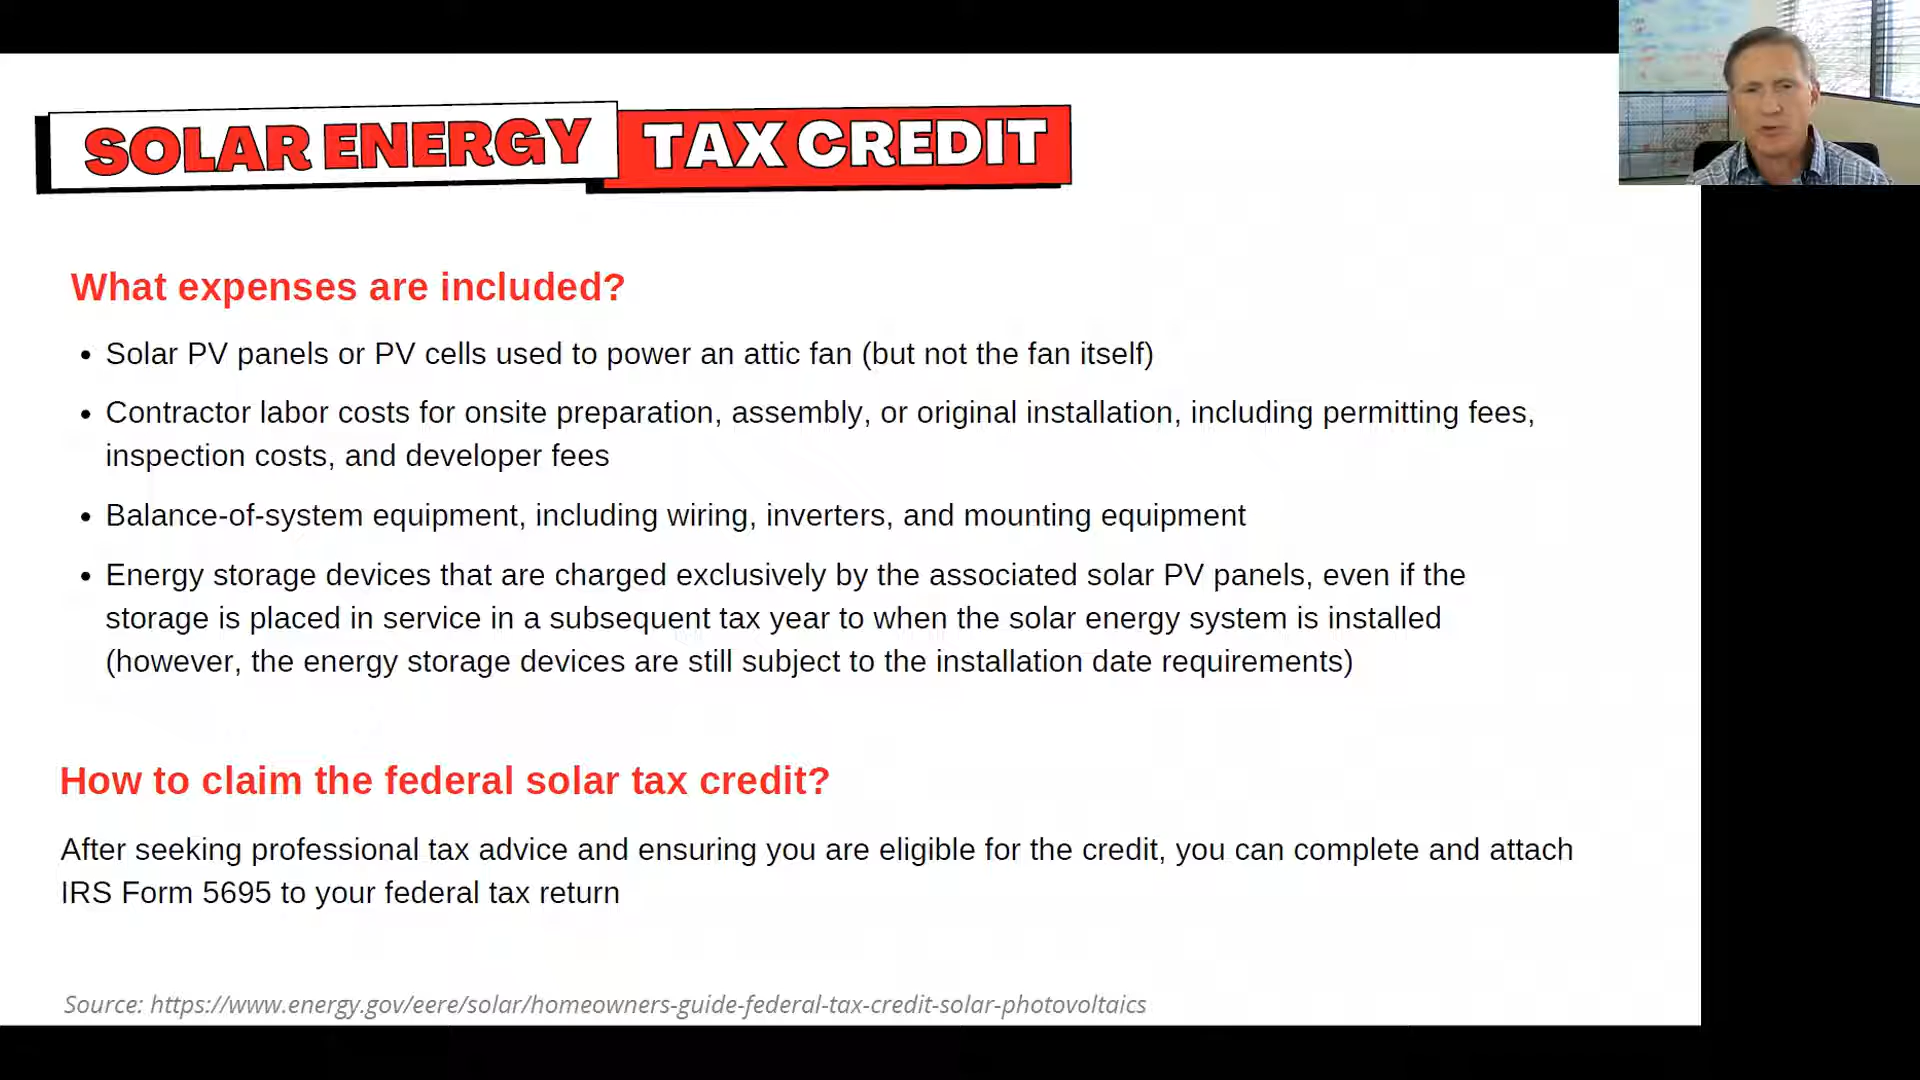 SOLAR ENERGY TAX CREDIT
What expenses are included?
• Solar PV panels or PV cells used to power an attic fan (but not the fan itself)
• Contractor labor costs for onsite preparation, assembly, or original installation, including permitting fees,
inspection costs, and developer fees
• Balance-of-system equipment, including wiring, inverters, and mounting equipment
• Energy storage devices that are charged exclusively by the associated solar PV panels, even if the
storage is placed in service in a subsequent tax year to when the solar energy system is installed
(however, the energy storage devices are still subject to the installation date requirements)
How to claim the federal solar tax credit?
After seeking professional tax advice and ensuring you are eligible for the credit, you can complete and attach
IRS Form 5695 to your federal tax return
Source: https://www.energy.gov/eere/solar/homeowners-guide-federal-tax-credit-solar-photovoltaics